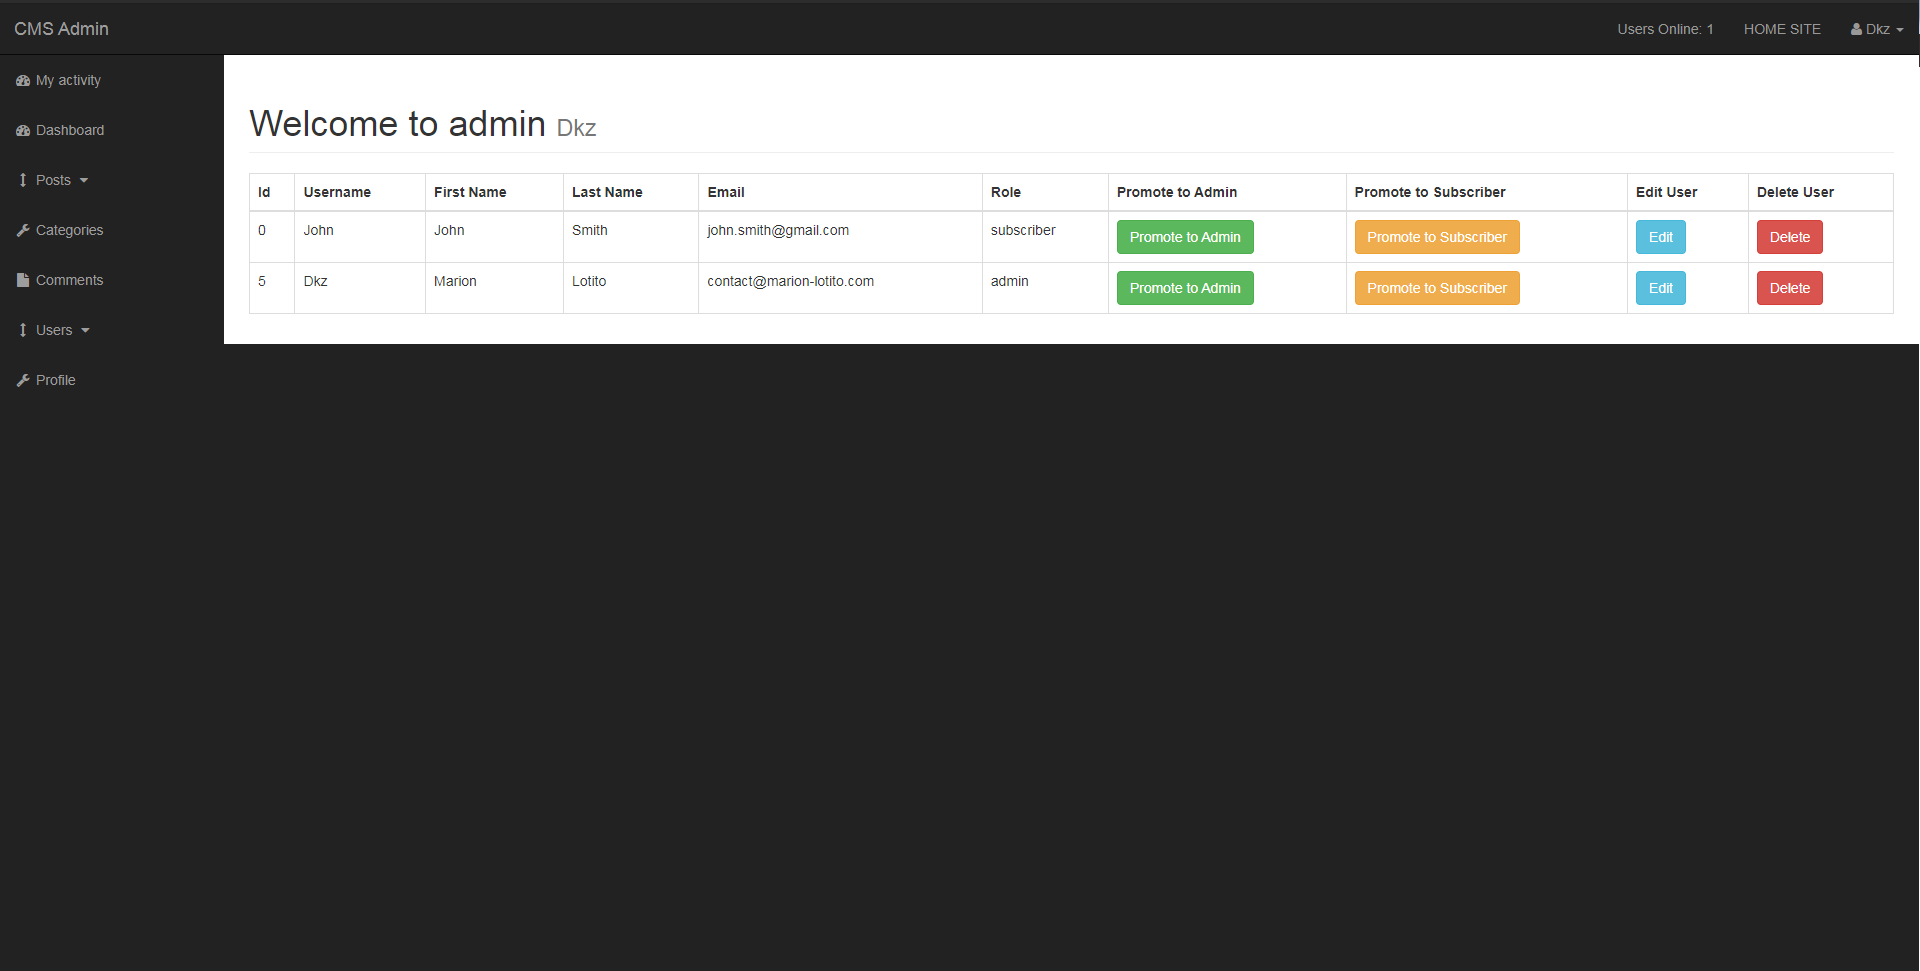 CMS Admin
Users Online: 1 HOME SITE Dkz
My activity
Dashboard
Posts
Categories
Comments
Users
Profile
Welcome to admin Dkz
Id Username First Name Last Name Email Role Promote to Admin Promote to Subscriber Edit User Delete User
0 John John Smith john.smith@gmail.com subscriber Promote to Admin Promote to Subscriber Edit Delete
5 Dkz Marion Lotito contact@marion-lotito.com admin Promote to Admin Promote to Subscriber Edit Delete